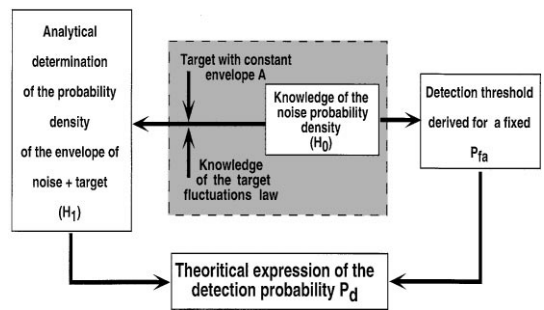 Analytical
determination
of the probability
density
of the envelope of
noise + target
(H1)
Target with constant
envelope A
Knowledge of the
noise probability
density
(H0)
Knowledge
of the target
fluctuations law
Detection threshold
derived for a fixed
Pfa
Theoritical expression of the
detection probability Pd